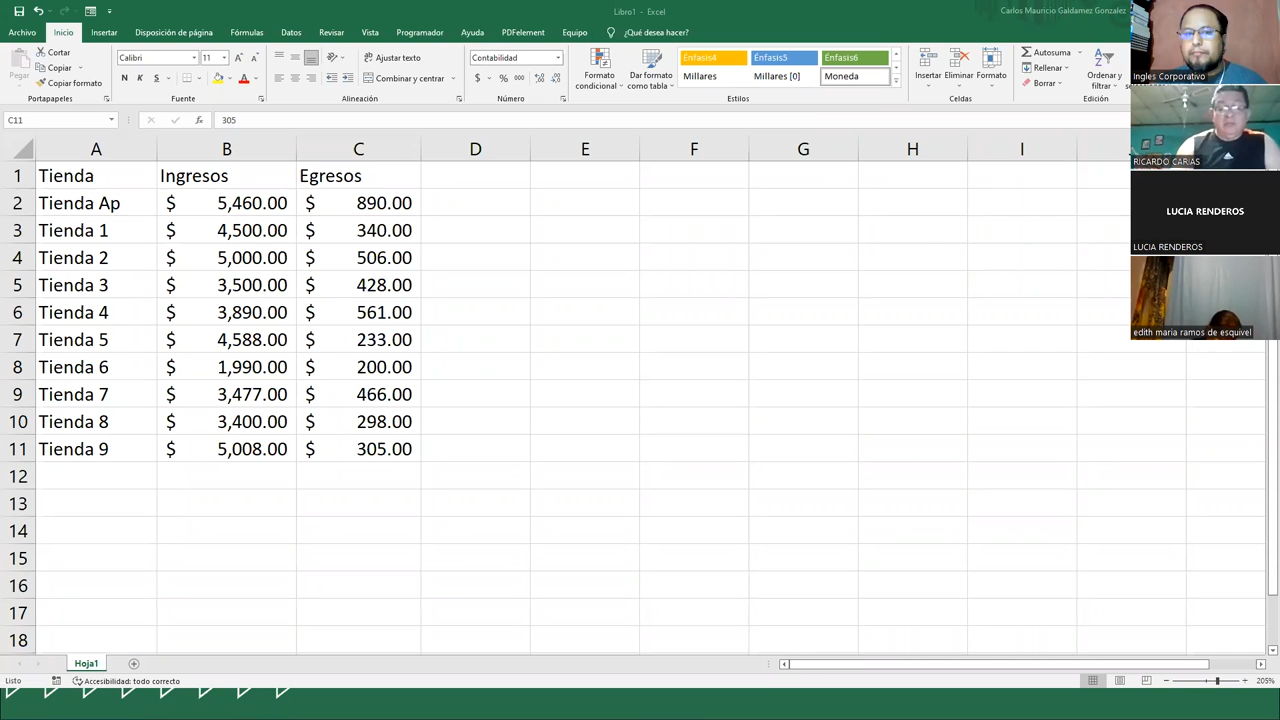 Libro1 - Excel
Carlos Mauricio Galdamez Gonzalez
Archivo Inicio Insertar Disposición de página Fórmulas Datos Revisar Vista Programador Ayuda PDFelement Equipo ¿Qué desea hacer?
Pegar
Cortar
Copiar
Copiar formato
Portapapeles
Calibri 11
N K S
Fuente
Ajustar texto
Combinar y centrar
Alineación
Contabilidad
$ % 000
Número
Formato condicional
Dar formato como tabla
Énfasis4 Énfasis5 Énfasis6
Millares Millares [0] Moneda
Estilos
Insertar Eliminar Formato
Celdas
Autosuma
Rellenar
Borrar
Ordenar y filtrar
Edición
C11 fx 305
A B C D E F G H I
1 Tienda Ingresos Egresos
2 Tienda Ap $ 5,460.00 $ 890.00
3 Tienda 1 $ 4,500.00 $ 340.00
4 Tienda 2 $ 5,000.00 $ 506.00
5 Tienda 3 $ 3,500.00 $ 428.00
6 Tienda 4 $ 3,890.00 $ 561.00
7 Tienda 5 $ 4,588.00 $ 233.00
8 Tienda 6 $ 1,990.00 $ 200.00
9 Tienda 7 $ 3,477.00 $ 466.00
10 Tienda 8 $ 3,400.00 $ 298.00
11 Tienda 9 $ 5,008.00 $ 305.00
12
13
14
15
16
17
18
Hoja1
Listo Accesibilidad: todo correcto 205%
Ingles Corporativo
RICARDO CARIAS
LUCIA RENDEROS
LUCIA RENDEROS
edith maria ramos de esquivel